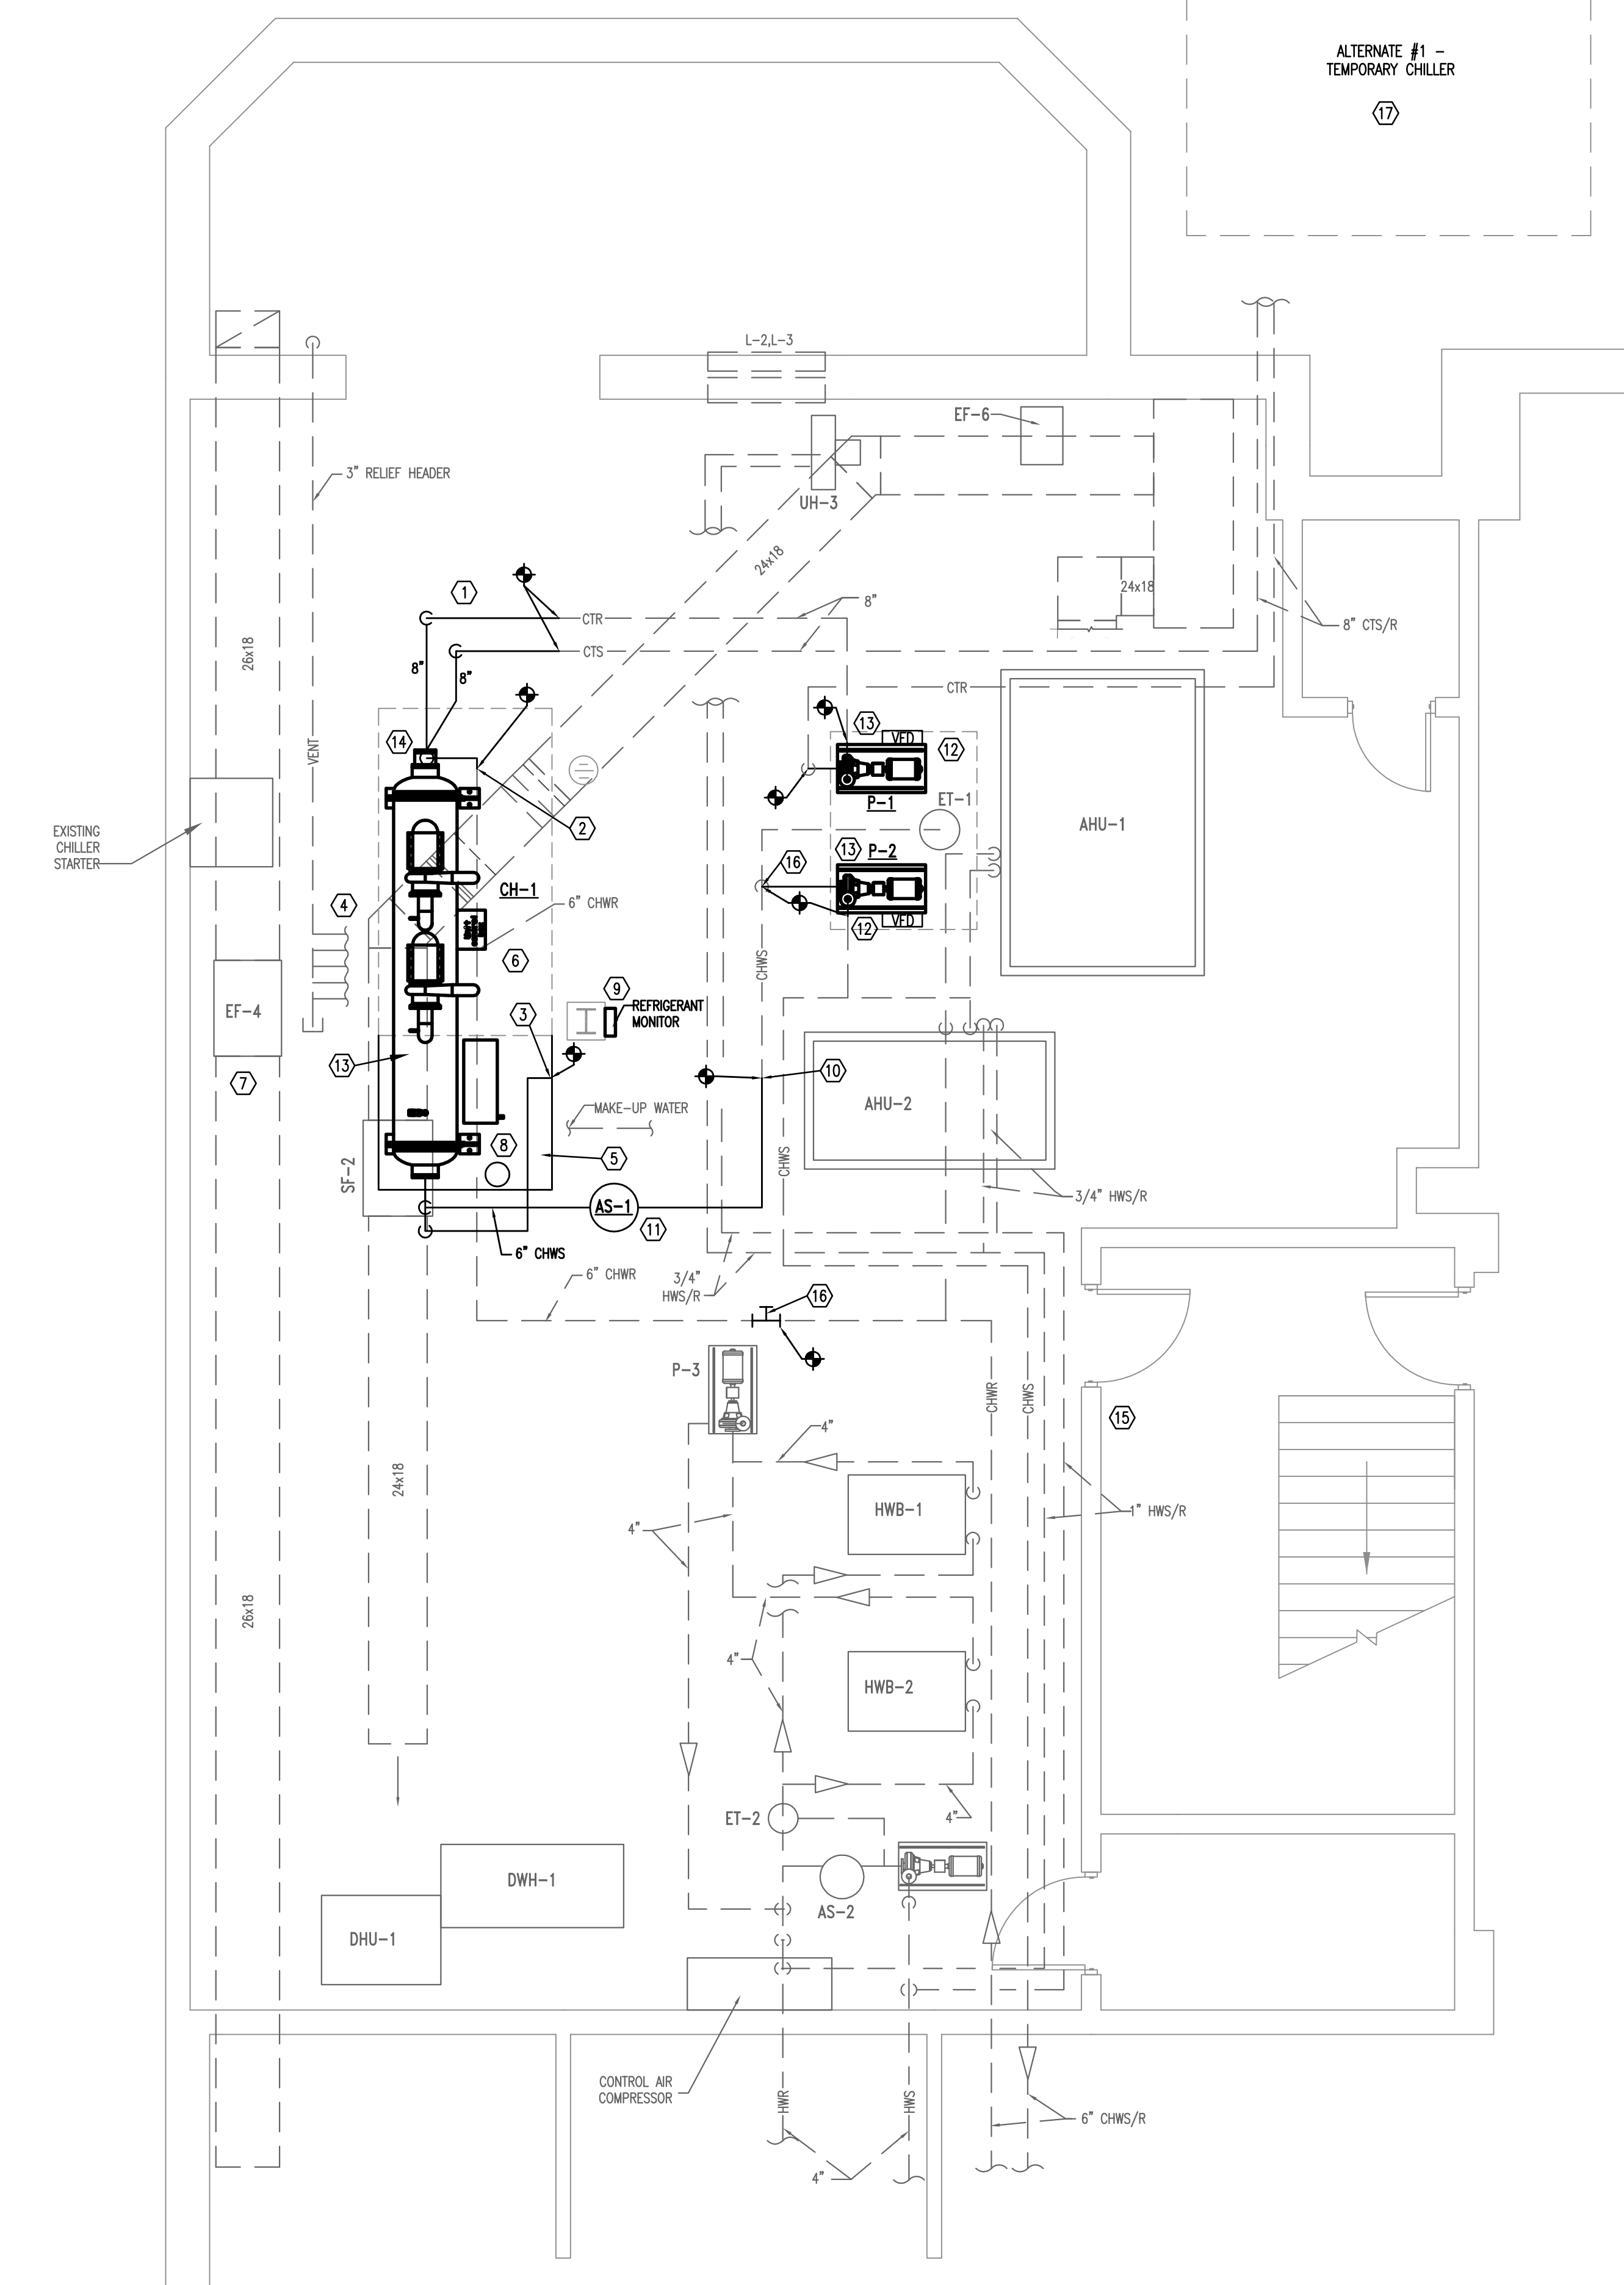 ALTERNATE #1 –
TEMPORARY CHILLER
17
L-2,L-3
EF-6
3" RELIEF HEADER
UH-3
24x18
24x18
1
8"
CTR
8" CTS/R
26x18
CTS
8"
8"
CTR
14
13
VFD
12
VENT
P-1
ET-1
EXISTING
CHILLER
STARTER
2
AHU-1
13
P-2
16
CH-1
4
6" CHWR
VFD
12
6
CHWS
9
REFRIGERANT
MONITOR
EF-4
3
13
7
10
MAKE-UP WATER
AHU-2
8
5
CHWS
SF-2
3/4" HWS/R
AS-1
11
6" CHWS
6" CHWR
3/4"
HWS/R
16
P-3
CHWR
CHWS
15
4"
24x18
HWB-1
1" HWS/R
4"
26x18
4"
HWB-2
ET-2
4"
DWH-1
AS-2
DHU-1
CONTROL AIR
COMPRESSOR
HWR
HWS
6" CHWS/R
4"